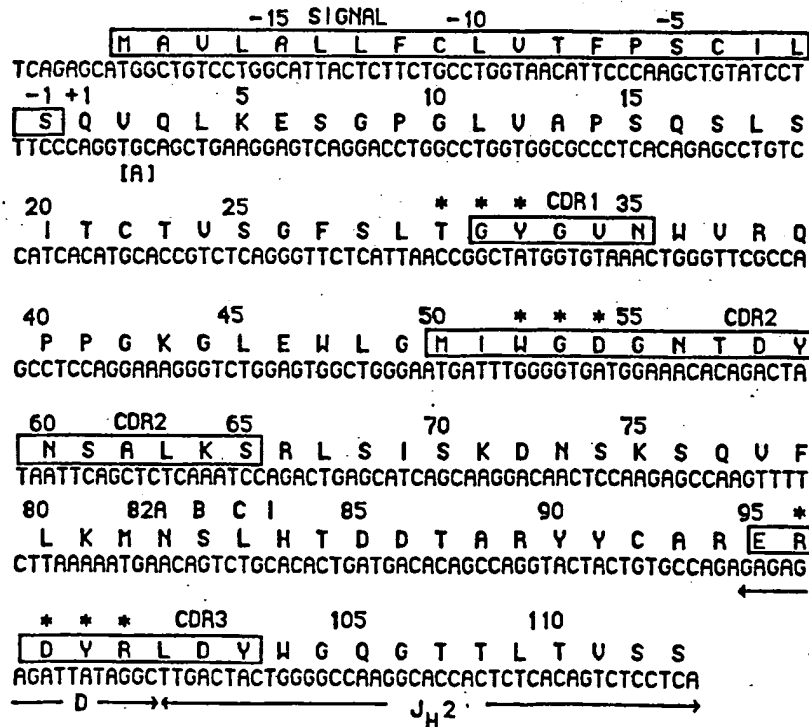 -15 SIGNAL -10 -5
M A V L A L L F C L V T F P S C I L
TCAGAGCATGGCTGTCCTGGCATTACTCTTCTGCCTGGTAACATTCCCAAGCTGTATCCT
-1 +1 5 10 15
S Q V Q L K E S G P G L V A P S Q S L S
TTCCCAGGTGCAGCTGAAGGAGTCAGGACCTGGCCTGGTGGCGCCCTCACAGAGCCTGTC
[A]
20 25 * * * CDR1 35
I T C T V S G F S L T G Y G V N W V R Q
CATCACATGCACCGTCTCAGGGTTCTCATTAACCGGCTATGGTGTAAACTGGGTTCGCCA
40 45 50 * * * 55 CDR2
P P G K G L E W L G M I W G D G N T D Y
GCCTCCAGGAAAGGGTCTGGAGTGGCTGGGAATGATTTGGGGTGATGGAAACACAGACTA
60 CDR2 65 70 75
N S A L K S R L S I S K D N S K S Q V F
TAATTCAGCTCTCAAATCCAGACTGAGCATCAGCAAGGACAACTCCAAGAGCCAAGTTTT
80 82A B C I 85 90 95 *
L K M N S L H T D D T A R Y Y C A R E R
CTTAAAAATGAACAGTCTGCACACTGATGACACAGCCAGGTACTACTGTGCCAGAGAGAG
* * * CDR3 105 110
D Y R L D Y W G Q G T T L T V S S
AGATTATAGGCTTGACTACTGGGGCCAAGGCACCACTCTCACAGTCTCCTCA
D JH2